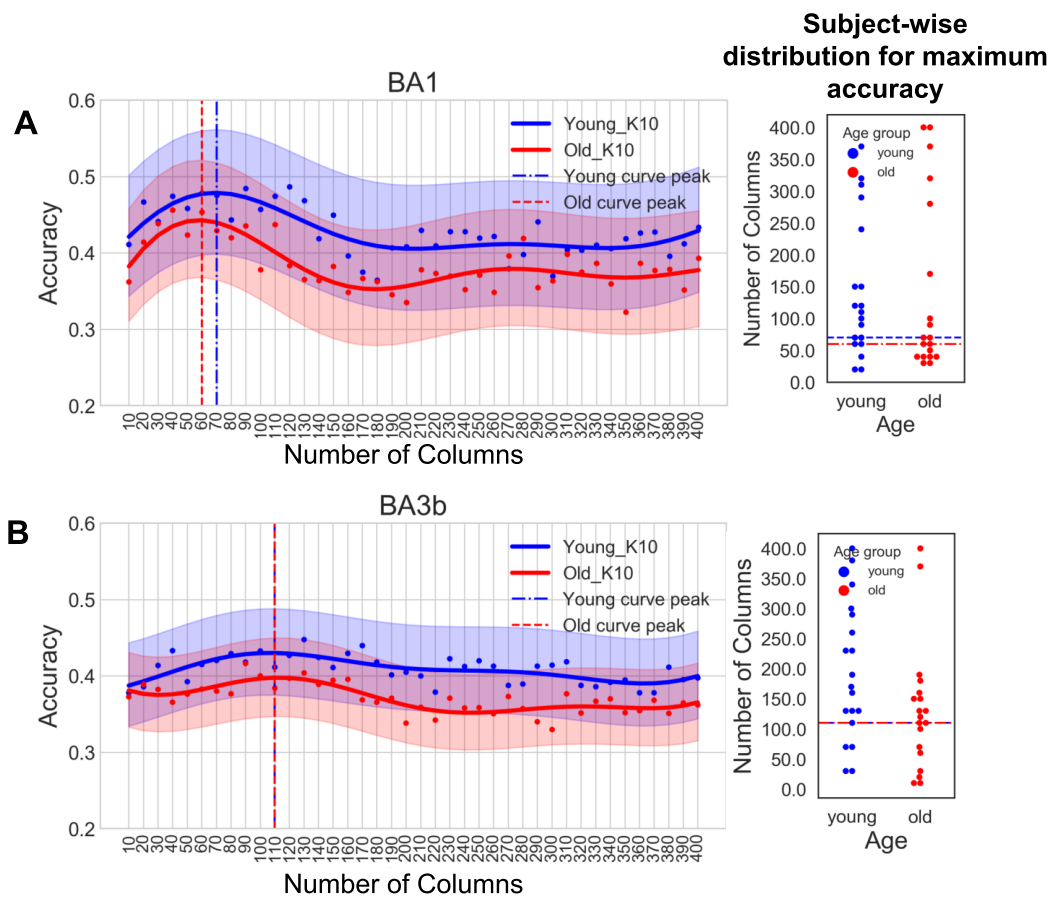 Subject-wise
distribution for maximum
accuracy
A
BA1
0.6
0.5
0.4
0.3
0.2
Accuracy
Young_K10
Old_K10
Young curve peak
Old curve peak
10 20 30 40 50 60 70 80 90 100 110 120 130 140 150 160 170 180 190 200 210 220 230 240 250 260 270 280 290 300 310 320 330 340 350 360 370 380 390 400
Number of Columns
400.0
350.0
300.0
250.0
200.0
150.0
100.0
50.0
0.0
Number of Columns
Age group
young
old
young old
Age
B
BA3b
0.6
0.5
0.4
0.3
0.2
Accuracy
Young_K10
Old_K10
Young curve peak
Old curve peak
10 20 30 40 50 60 70 80 90 100 110 120 130 140 150 160 170 180 190 200 210 220 230 240 250 260 270 280 290 300 310 320 330 340 350 360 370 380 390 400
Number of Columns
400.0
350.0
300.0
250.0
200.0
150.0
100.0
50.0
0.0
Number of Columns
Age group
young
old
young old
Age